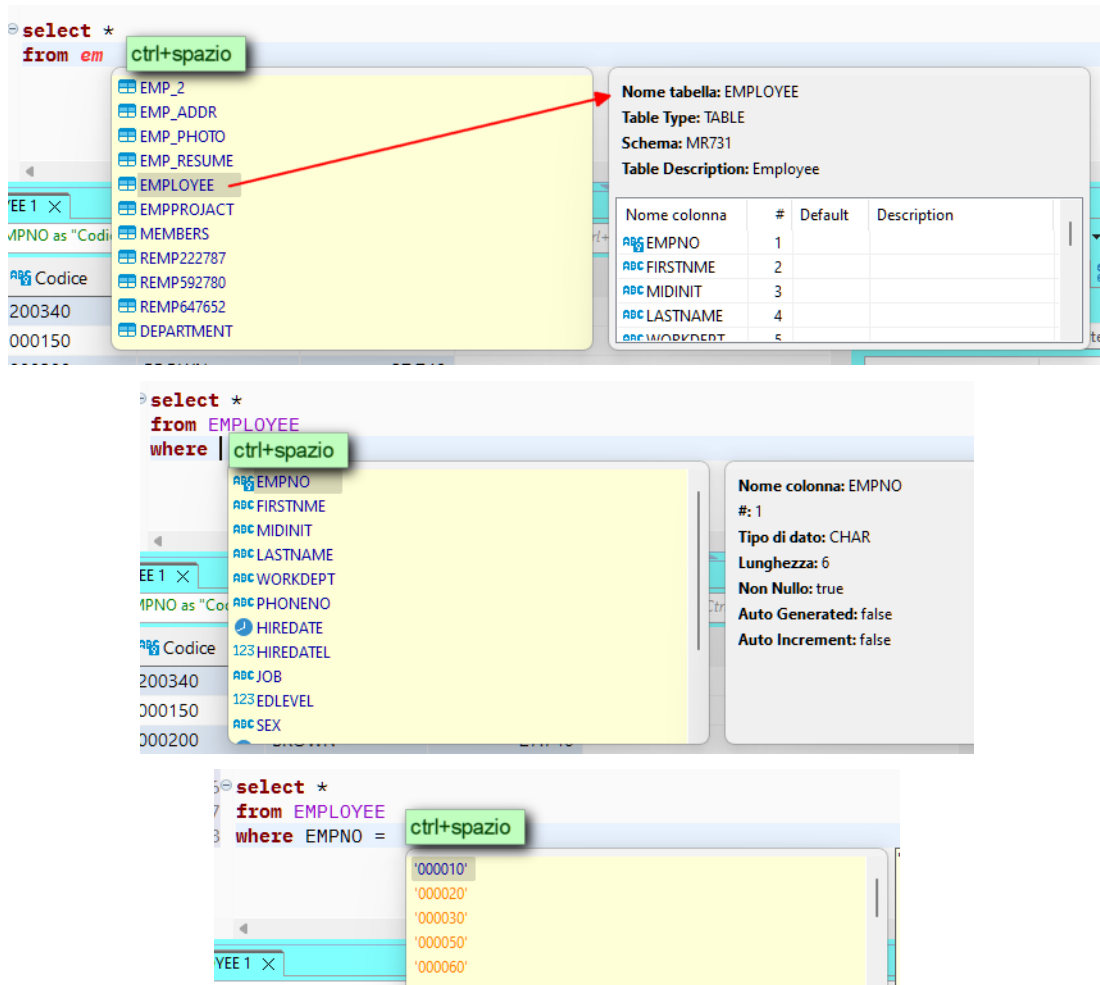 select *
from em
ctrl+spazio
EMP_2
EMP_ADDR
EMP_PHOTO
EMP_RESUME
EMPLOYEE
EMPPROJACT
MEMBERS
REMP222787
REMP592780
REMP647652
DEPARTMENT
Nome tabella: EMPLOYEE
Table Type: TABLE
Schema: MR731
Table Description: Employee
Nome colonna # Default Description
EMPNO 1
FIRSTNME 2
MIDINIT 3
LASTNAME 4
WORKDEPT 5
EE 1
MPNO as "Codi
Codice
200340
000150
select *
from EMPLOYEE
where
ctrl+spazio
EMPNO
FIRSTNME
MIDINIT
LASTNAME
WORKDEPT
PHONENO
HIREDATE
HIREDATEL
JOB
EDLEVEL
SEX
Nome colonna: EMPNO
#: 1
Tipo di dato: CHAR
Lunghezza: 6
Non Nullo: true
Auto Generated: false
Auto Increment: false
EE 1
MPNO as "Co
Codice
200340
000150
000200
BROWN
select *
from EMPLOYEE
where EMPNO =
ctrl+spazio
'000010'
'000020'
'000030'
'000050'
'000060'
YEE 1